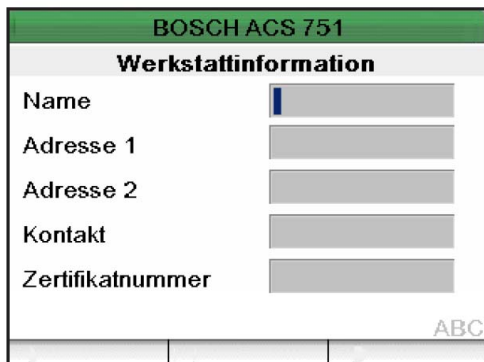 BOSCH ACS 751
Werkstattinformation
Name
Adresse 1
Adresse 2
Kontakt
Zertifikatnummer
ABC